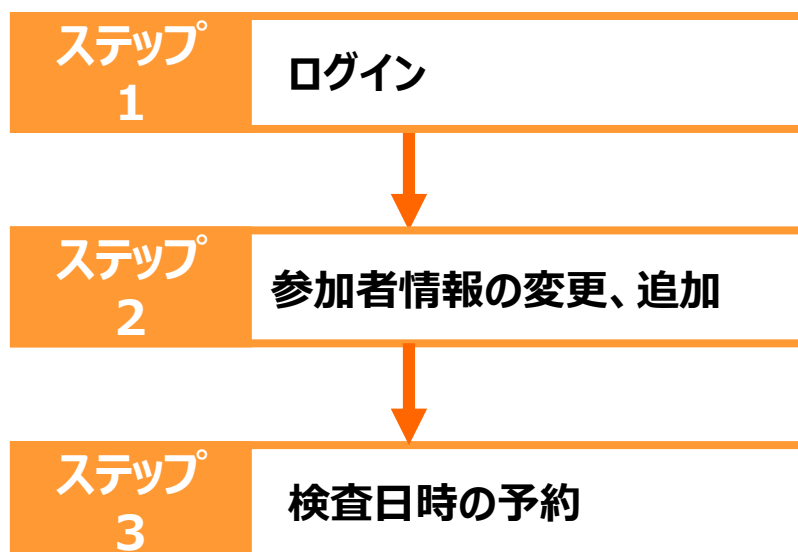 ステップ
1
ログイン
ステップ
2
参加者情報の変更、追加
ステップ
3
検査日時の予約